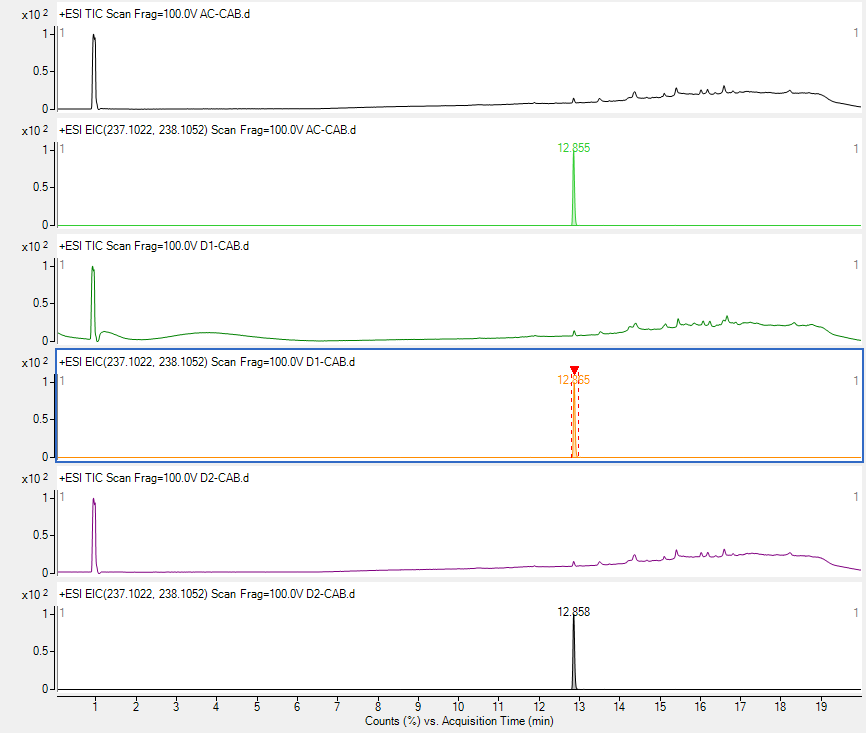 x10 2 +ESI TIC Scan Frag=100.0V AC-CAB.d
1 1 1
0.5
0
x10 2 +ESI EIC(237.1022, 238.1052) Scan Frag=100.0V AC-CAB.d
1 1 12.855 1
0.5
0
x10 2 +ESI TIC Scan Frag=100.0V D1-CAB.d
1 1 1
0.5
0
x10 2 +ESI EIC(237.1022, 238.1052) Scan Frag=100.0V D1-CAB.d
1 1 12.865 1
0.5
0
x10 2 +ESI TIC Scan Frag=100.0V D2-CAB.d
1 1 1
0.5
0
x10 2 +ESI EIC(237.1022, 238.1052) Scan Frag=100.0V D2-CAB.d
1 1 12.858 1
0.5
0
1 2 3 4 5 6 7 8 9 10 11 12 13 14 15 16 17 18 19
Counts (%) vs. Acquisition Time (min)